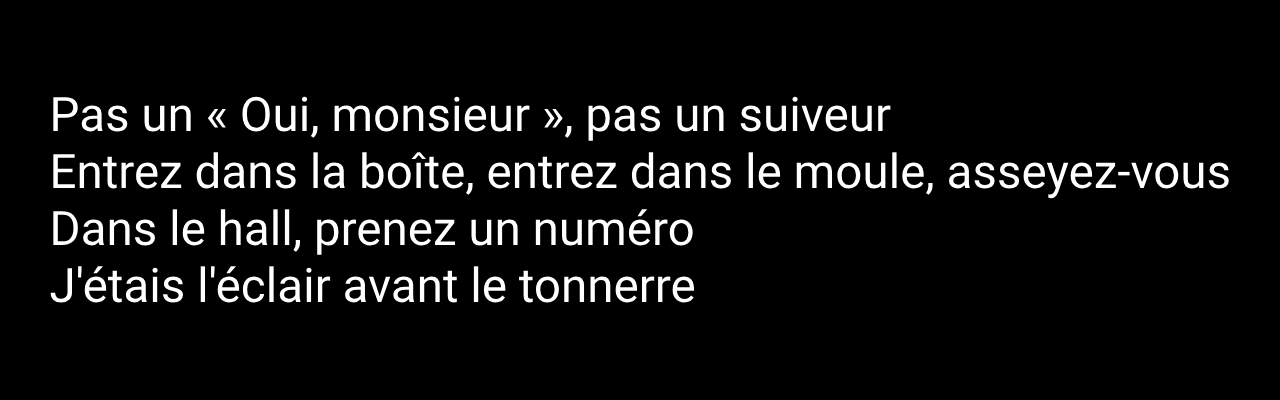 Pas un « Oui, monsieur », pas un suiveur
Entrez dans la boîte, entrez dans le moule, asseyez-vous
Dans le hall, prenez un numéro
J'étais l'éclair avant le tonnerre